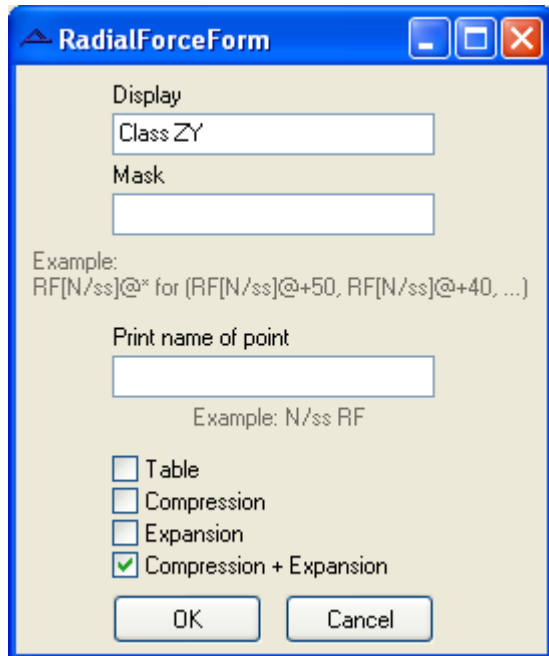 RadialForceForm
Display
Class ZY
Mask
Example:
RF[N/ss]@* for (RF[N/ss]@+50, RF[N/ss]@+40, ...)
Print name of point
Example: N/ss RF
Table
Compression
Expansion
Compression + Expansion
OK
Cancel